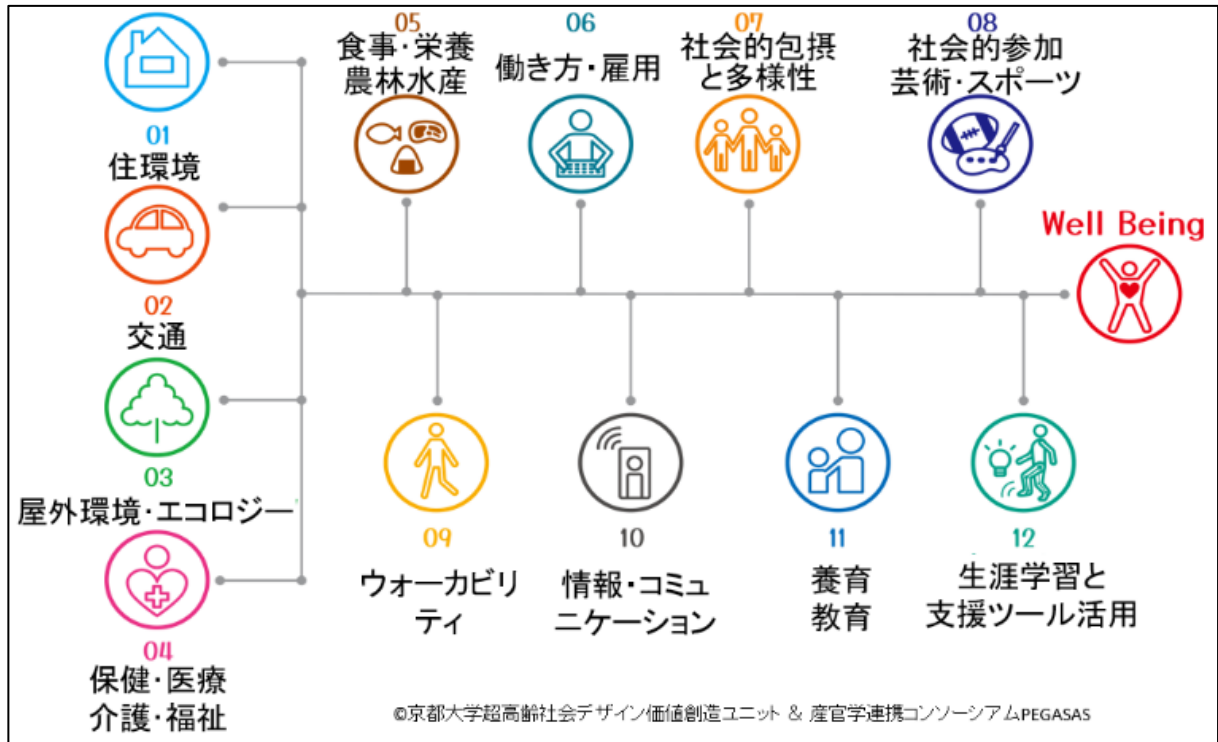 01
住環境
02
交通
03
屋外環境・エコロジー
04
保健・医療
介護・福祉
05
食事・栄養
農林水産
06
働き方・雇用
07
社会的包摂
と多様性
08
社会的参加
芸術・スポーツ
Well Being
09
ウォーカビリ
ティ
10
情報・コミュ
ニケーション
11
養育
教育
12
生涯学習と
支援ツール活用
©京都大学超高齢社会デザイン価値創造ユニット & 産官学連携コンソーシアムPEGASAS